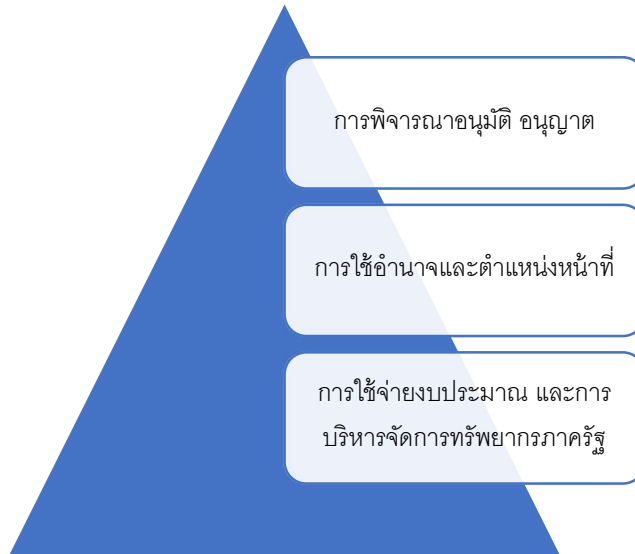 การพิจารณาอนุมัติ อนุญาต
การใช้อำนาจและตำแหน่งหน้าที่
การใช้จ่ายงบประมาณ และการ
บริหารจัดการทรัพยากรภาครัฐ